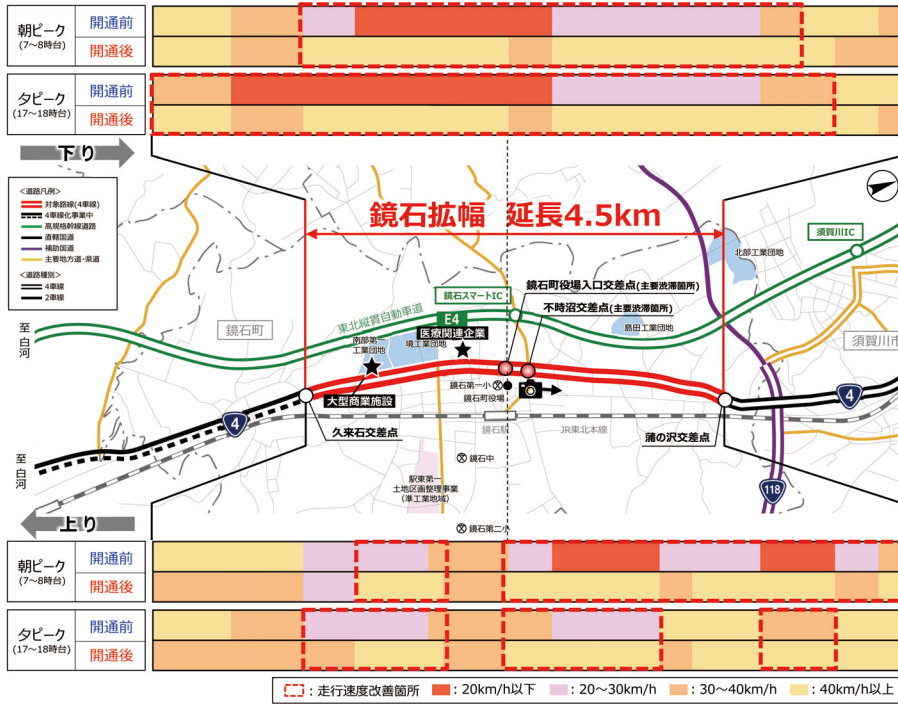 朝ピーク
(7～8時台)
開通前
開通後
夕ピーク
(17～18時台)
開通前
開通後
下り
<道路凡例>
対象路線(4車線)
4車線化事業中
高規格幹線道路
直轄国道
補助国道
主要地方道・県道
<道路種別>
4車線
2車線
鏡石拡幅 延長4.5km
須賀川IC
北部工業団地
鏡石町役場入口交差点(主要渋滞箇所)
鏡石スマートIC
不時沼交差点(主要渋滞箇所)
E4
東北縦貫自動車道
医療関連企業
鏡石町
南部第一
工業団地
境工業団地
島田工業団地
須賀川市
至
白河
大型商業施設
鏡石第一小
鏡石町役場
4
4
久来石交差点
鏡石駅
JR東北本線
蒲の沢交差点
至
白河
鏡石中
駅東第一
土地区画整理事業
(準工業地域)
118
上り
鏡石第二小
朝ピーク
(7～8時台)
開通前
開通後
夕ピーク
(17～18時台)
開通前
開通後
:走行速度改善箇所
:20km/h以下
:20～30km/h
:30～40km/h
:40km/h以上